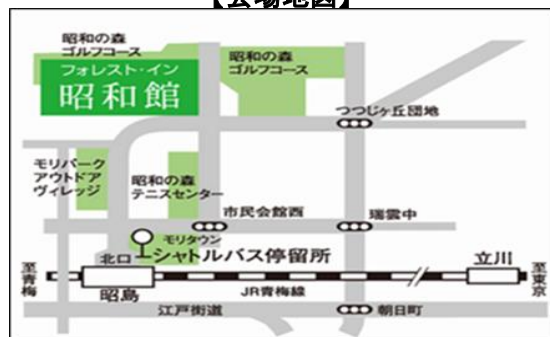 【会場地図】
昭和の森
ゴルフコース
昭和の森
ゴルフコース
フォレスト・イン
昭和館
つつじヶ丘団地
モリパーク
アウトドア
ヴィレッジ
昭和の森
テニスセンター
市民会館西
瑞雲中
モリタウン
北口
シャトルバス停留所
立川
至青梅
至東京
昭島
JR青梅線
江戸街道
朝日町